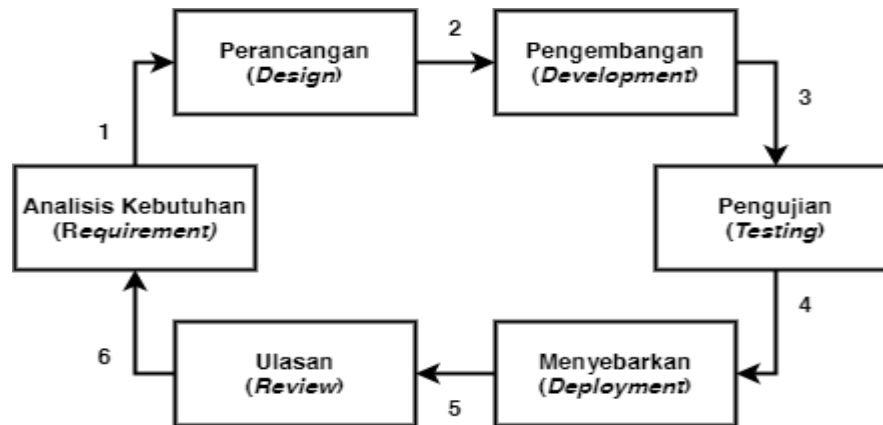 Perancangan
(Design)
2
Pengembangan
(Development)
3
1
Analisis Kebutuhan
(Requirement)
Pengujian
(Testing)
4
6
Ulasan
(Review)
5
Menyebarkan
(Deployment)